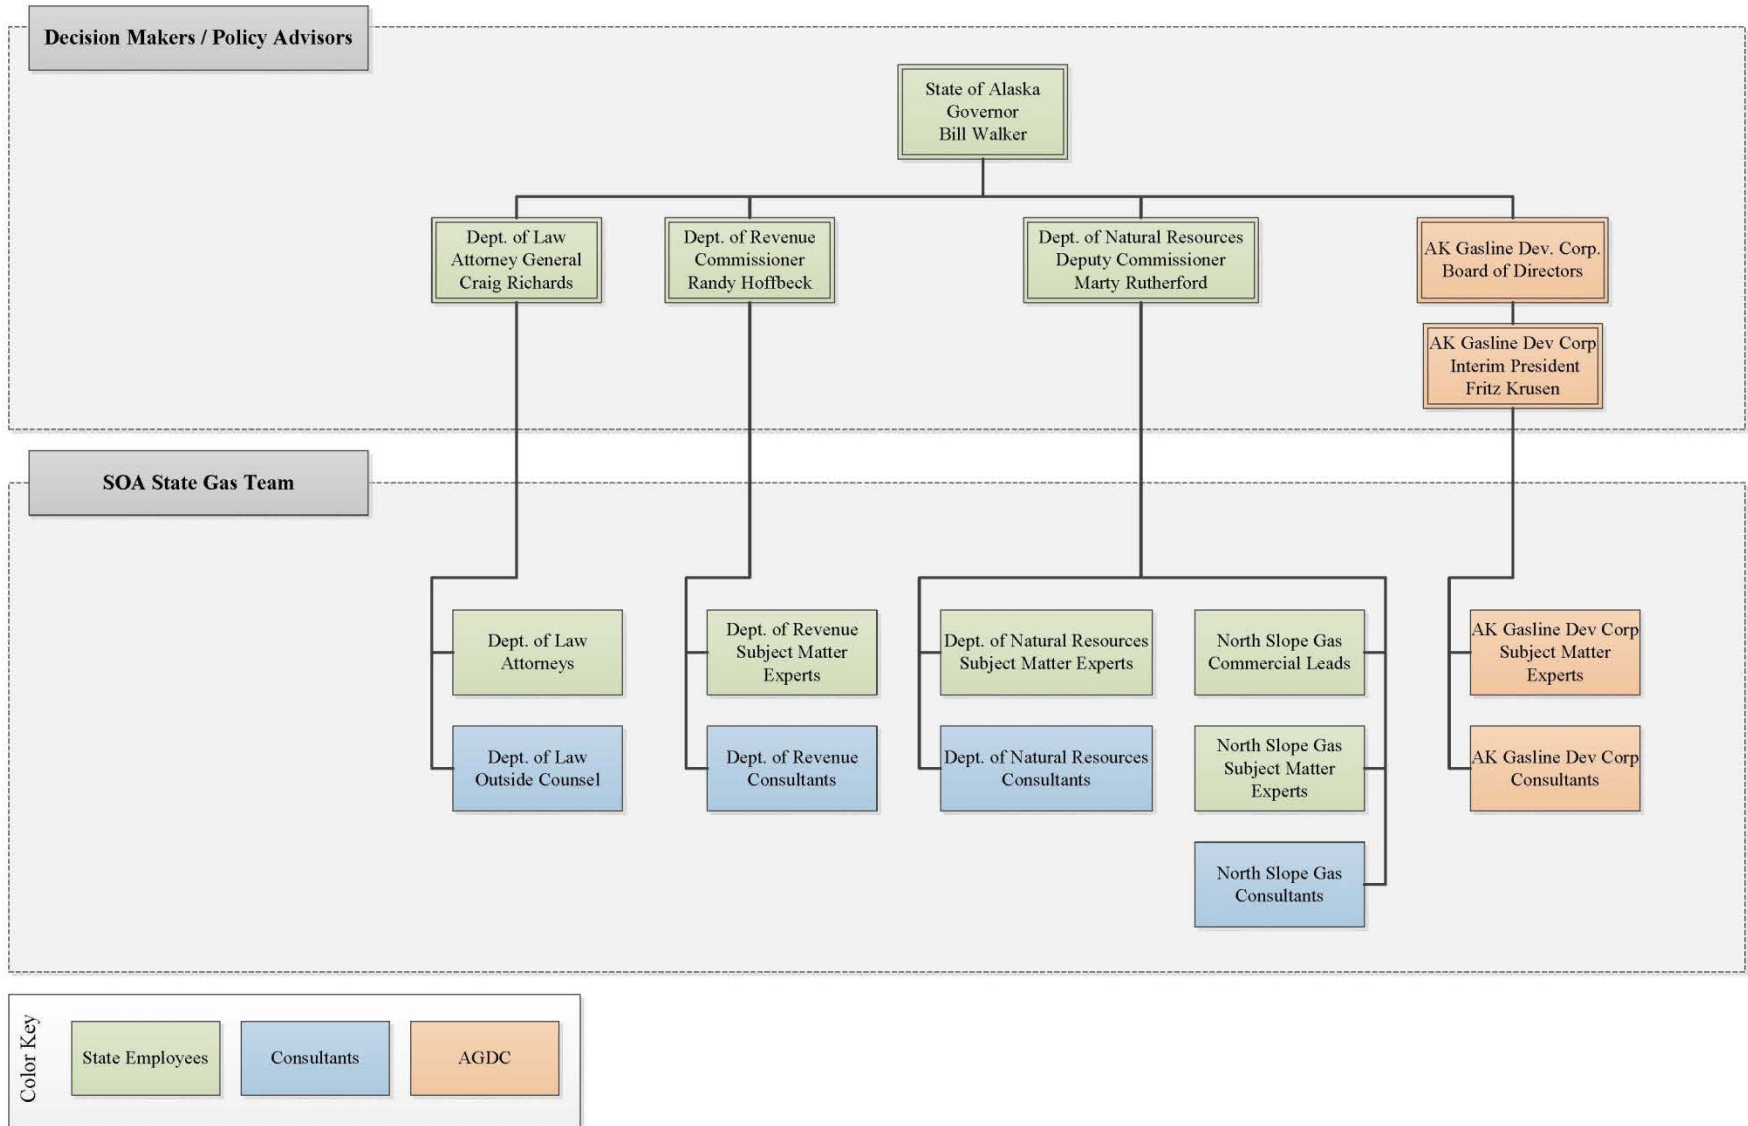 Decision Makers / Policy Advisors
State of Alaska
Governor
Bill Walker
Dept. of Law
Attorney General
Craig Richards
Dept. of Revenue
Commissioner
Randy Hoffbeck
Dept. of Natural Resources
Deputy Commissioner
Marty Rutherford
AK Gasline Dev. Corp.
Board of Directors
AK Gasline Dev Corp
Interim President
Fritz Krusen
SOA State Gas Team
Dept. of Law
Attorneys
Dept. of Revenue
Subject Matter
Experts
Dept. of Natural Resources
Subject Matter Experts
North Slope Gas
Commercial Leads
AK Gasline Dev Corp
Subject Matter
Experts
Dept. of Law
Outside Counsel
Dept. of Revenue
Consultants
Dept. of Natural Resources
Consultants
North Slope Gas
Subject Matter
Experts
AK Gasline Dev Corp
Consultants
North Slope Gas
Consultants
Color Key
State Employees
Consultants
AGDC